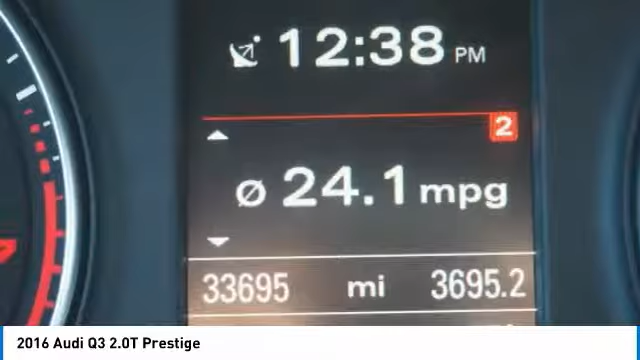 12:38 PM
2
ø 24.1 mpg
33695 mi 3695.2
2016 Audi Q3 2.0T Prestige